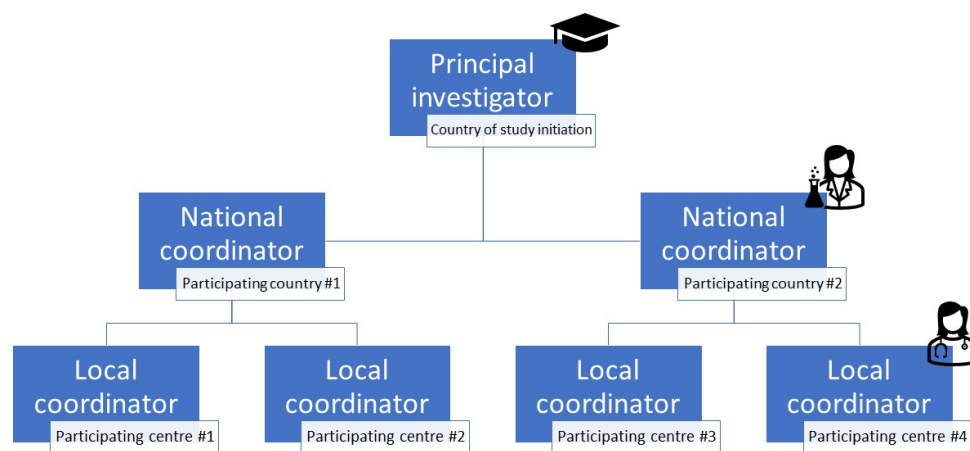 Principal
investigator
Country of study initiation
National
coordinator
Participating country #1
National
coordinator
Participating country #2
Local
coordinator
Participating centre #1
Local
coordinator
Participating centre #2
Local
coordinator
Participating centre #3
Local
coordinator
Participating centre #4